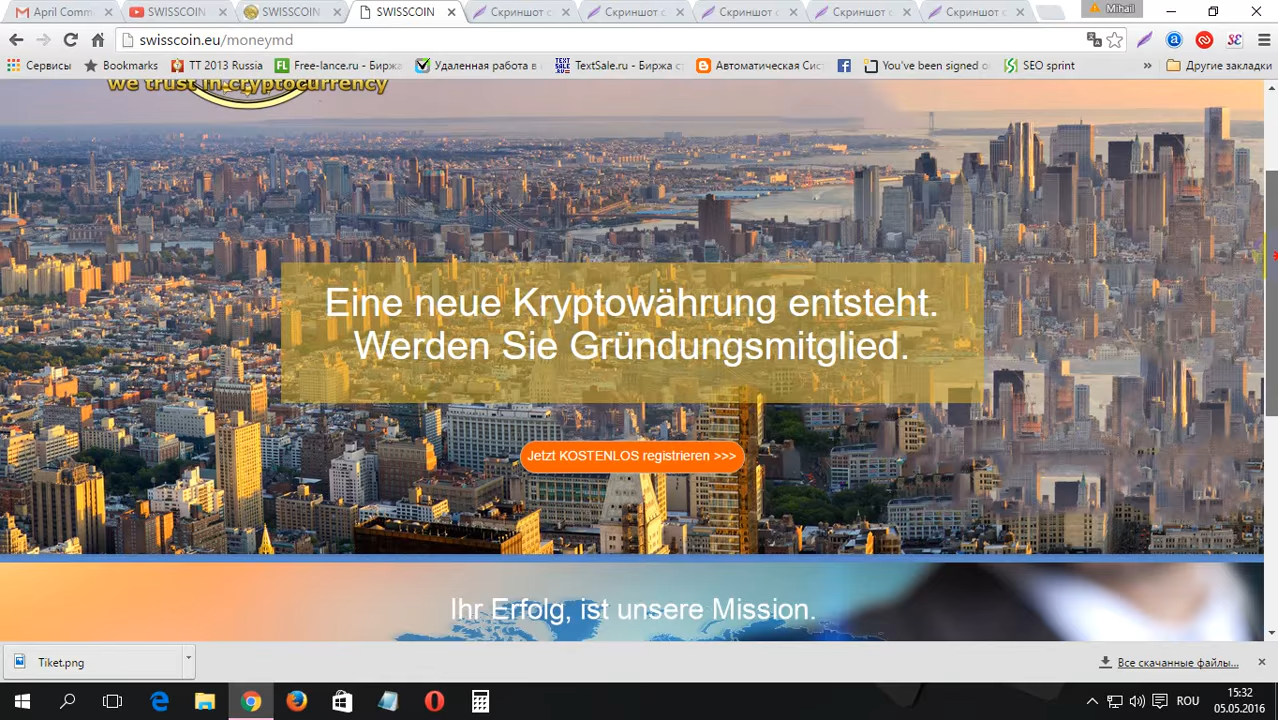 April Comm
SWISSCOIN
SWISSCOIN
SWISSCOIN
Скриншот с
Скриншот с
Скриншот с
Скриншот с
Скриншот с
Mihail
swisscoin.eu/moneymd
Сервисы
Bookmarks
TT 2013 Russia
Free-lance.ru - Биржа
Удаленная работа в
TextSale.ru - Биржа с
Автоматическая Сис
You've been signed o
SEO sprint
»
Другие закладки
we trust in cryptocurrency
Eine neue Kryptowährung entsteht.
Werden Sie Gründungsmitglied.
Jetzt KOSTENLOS registrieren >>>
Ihr Erfolg, ist unsere Mission.
Tiket.png
Все скачанные файлы...
ROU
15:32
05.05.2016